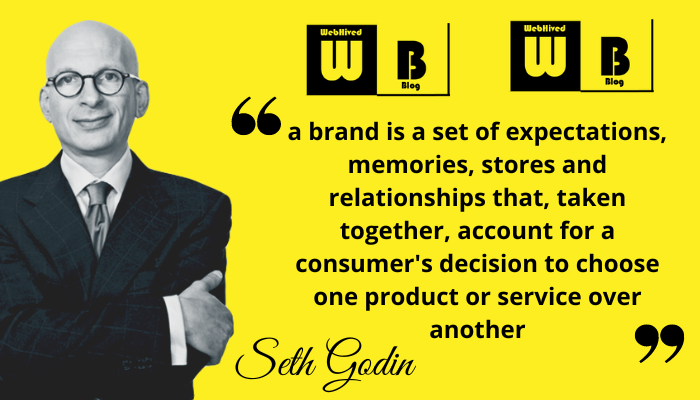 WebHived
W B
Blog
WebHived
W B
Blog
“ a brand is a set of expectations,
memories, stores and
relationships that, taken
together, account for a
consumer's decision to choose
one product or service over
another ”
Seth Godin